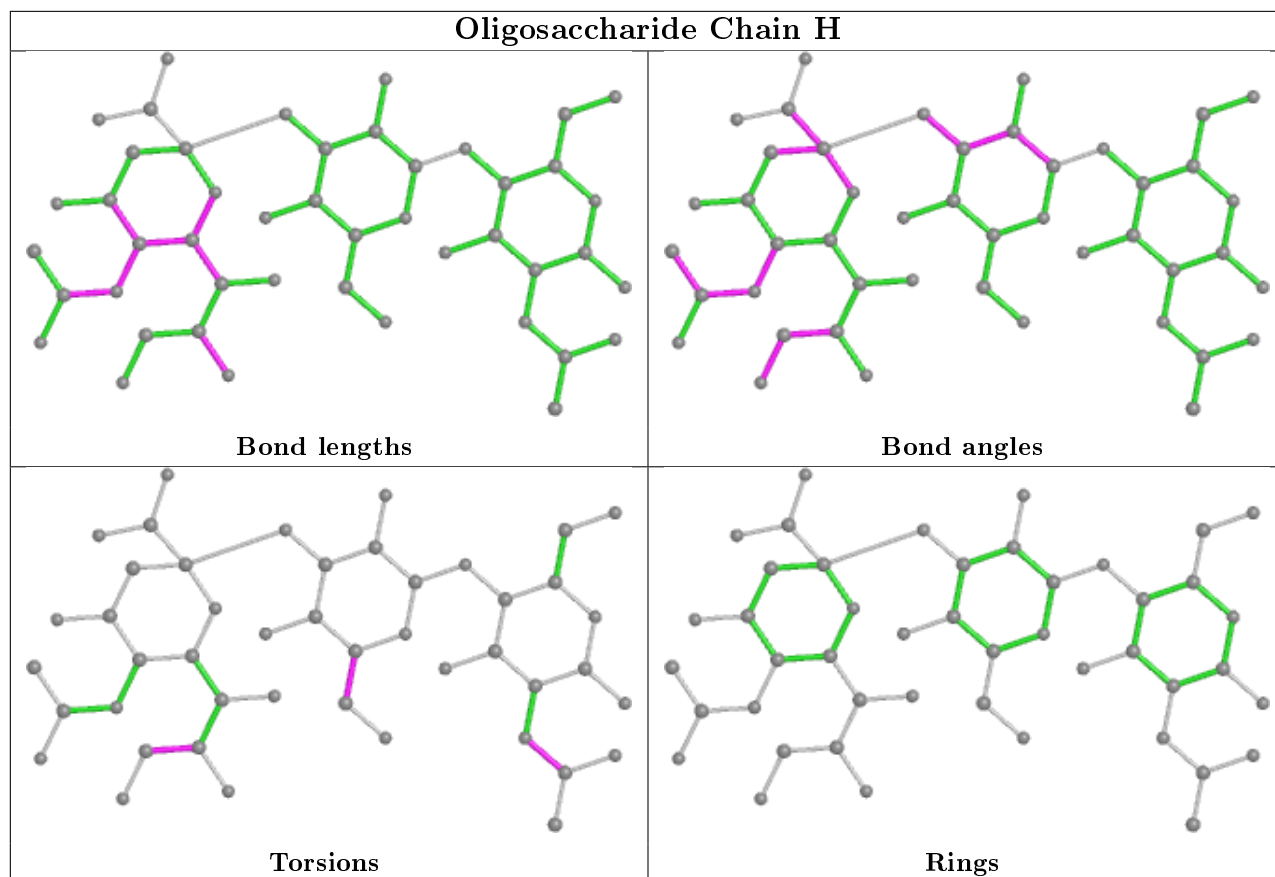 Oligosaccharide Chain H
Bond lengths
Bond angles
Torsions
Rings